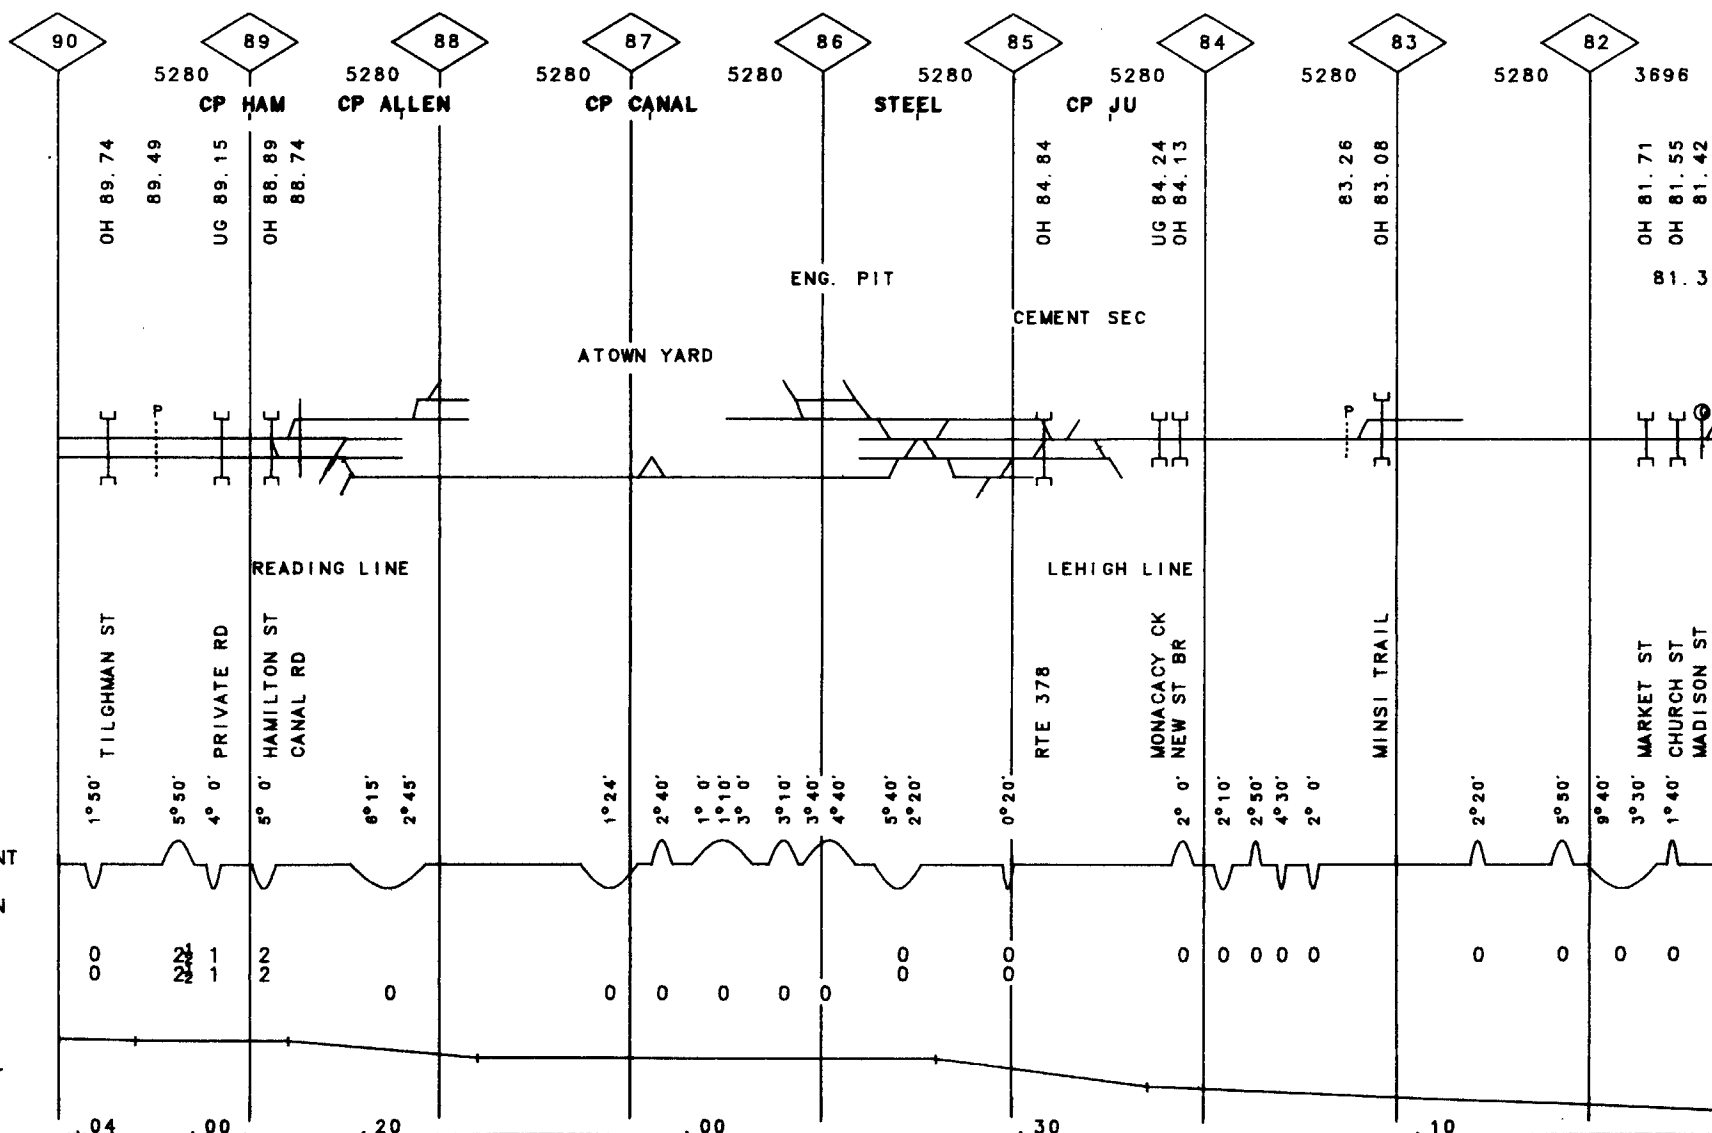 90 89 88 87 86 85 84 83 82
5280 5280 5280 5280 5280 5280 5280 5280 3696
CP HAM CP ALLEN CP CANAL STEEL CP JU
OH 89.74
89.49
UG 89.15
OH 88.89
88.74
OH 84.84
UG 84.24
OH 84.13
83.26
OH 83.08
OH 81.71
OH 81.55
81.42
ENG. PIT
81.3
CEMENT SEC
ATOWN YARD
P
P
READING LINE
LEHIGH LINE
TILGHMAN ST
PRIVATE RD
HAMILTON ST
CANAL RD
RTE 378
MONACACY CK
NEW ST BR
MINSI TRAIL
MARKET ST
CHURCH ST
MADISON ST
1°50'
5°50'
4° 0'
5° 0'
6°15'
2°45'
1°24'
2°40'
1° 0'
1°10'
3° 0'
3°10'
3°40'
4°40'
5°40'
2°20'
0°20'
2° 0'
2°10'
2°50'
4°30'
2° 0'
2°20'
5°50'
9°40'
3°30'
1°40'
NT
N
0 2½ 1 2 0 0 0 0 0 0 0 0 0 0 0
0 2½ 1 2 0 0
0 0 0 0 0 0
.04 .00 .20 .00 .30 .10